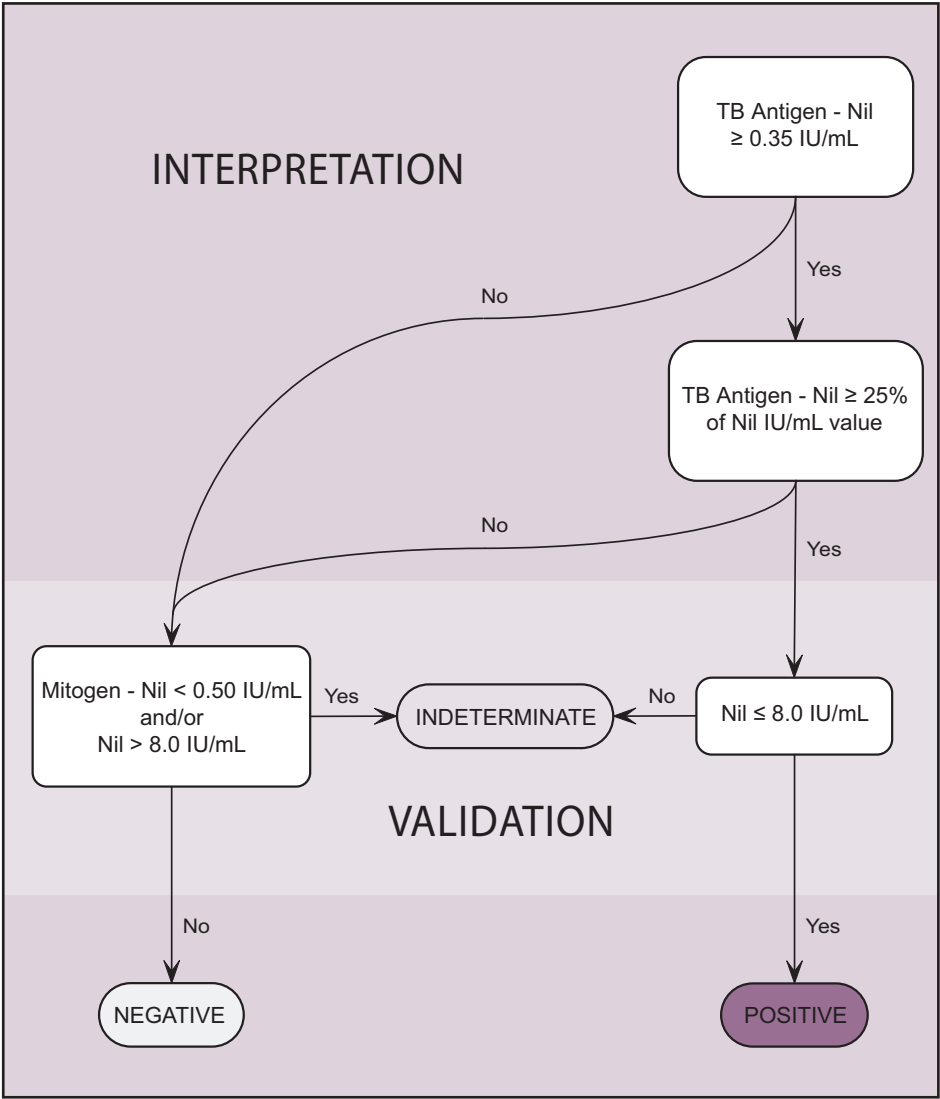 TB Antigen - Nil
≥ 0.35 IU/mL
INTERPRETATION
Yes
No
TB Antigen - Nil ≥ 25%
of Nil IU/mL value
No
Yes
Mitogen - Nil < 0.50 IU/mL
and/or
Nil > 8.0 IU/mL
Yes
INDETERMINATE
No
Nil ≤ 8.0 IU/mL
VALIDATION
No
Yes
NEGATIVE
POSITIVE